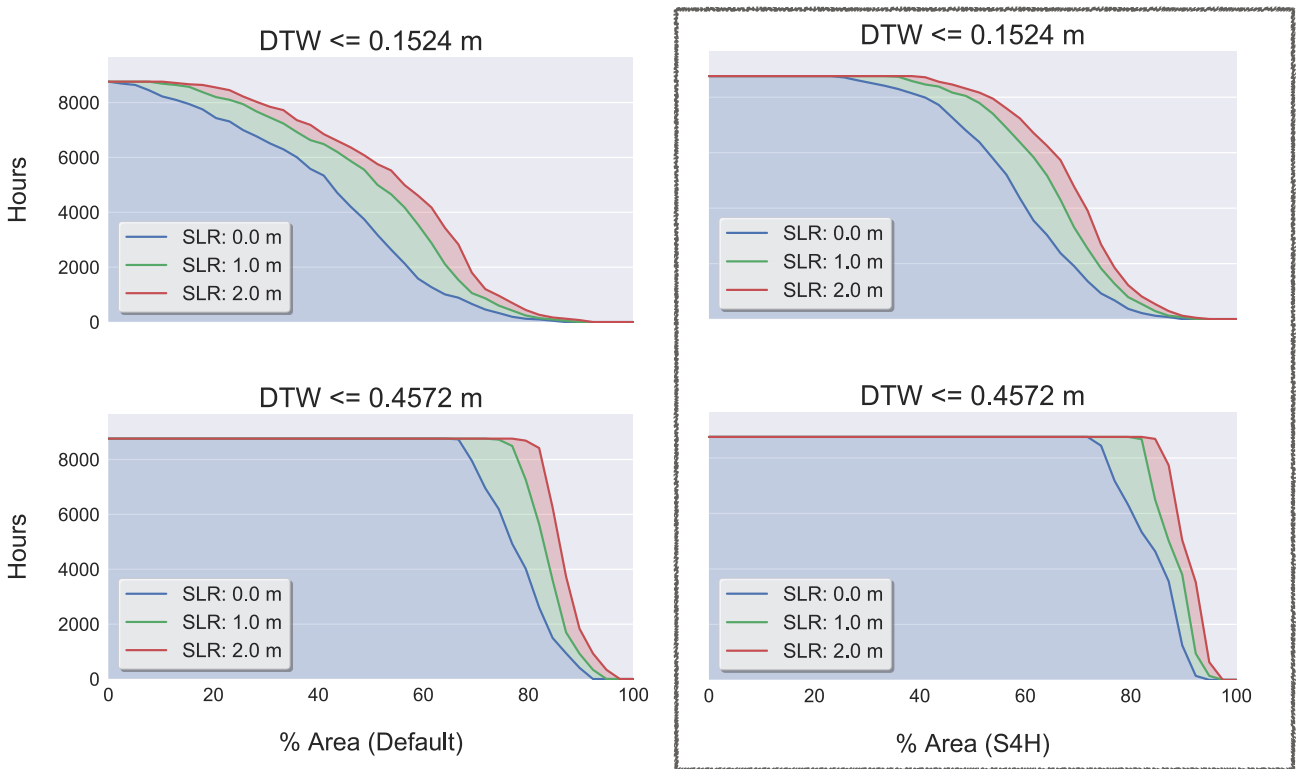 DTW <= 0.1524 m
8000
6000
4000
2000
0
Hours
SLR: 0.0 m
SLR: 1.0 m
SLR: 2.0 m
DTW <= 0.1524 m
SLR: 0.0 m
SLR: 1.0 m
SLR: 2.0 m
DTW <= 0.4572 m
8000
6000
4000
2000
0
Hours
SLR: 0.0 m
SLR: 1.0 m
SLR: 2.0 m
0 20 40 60 80 100
% Area (Default)
DTW <= 0.4572 m
SLR: 0.0 m
SLR: 1.0 m
SLR: 2.0 m
0 20 40 60 80 100
% Area (S4H)